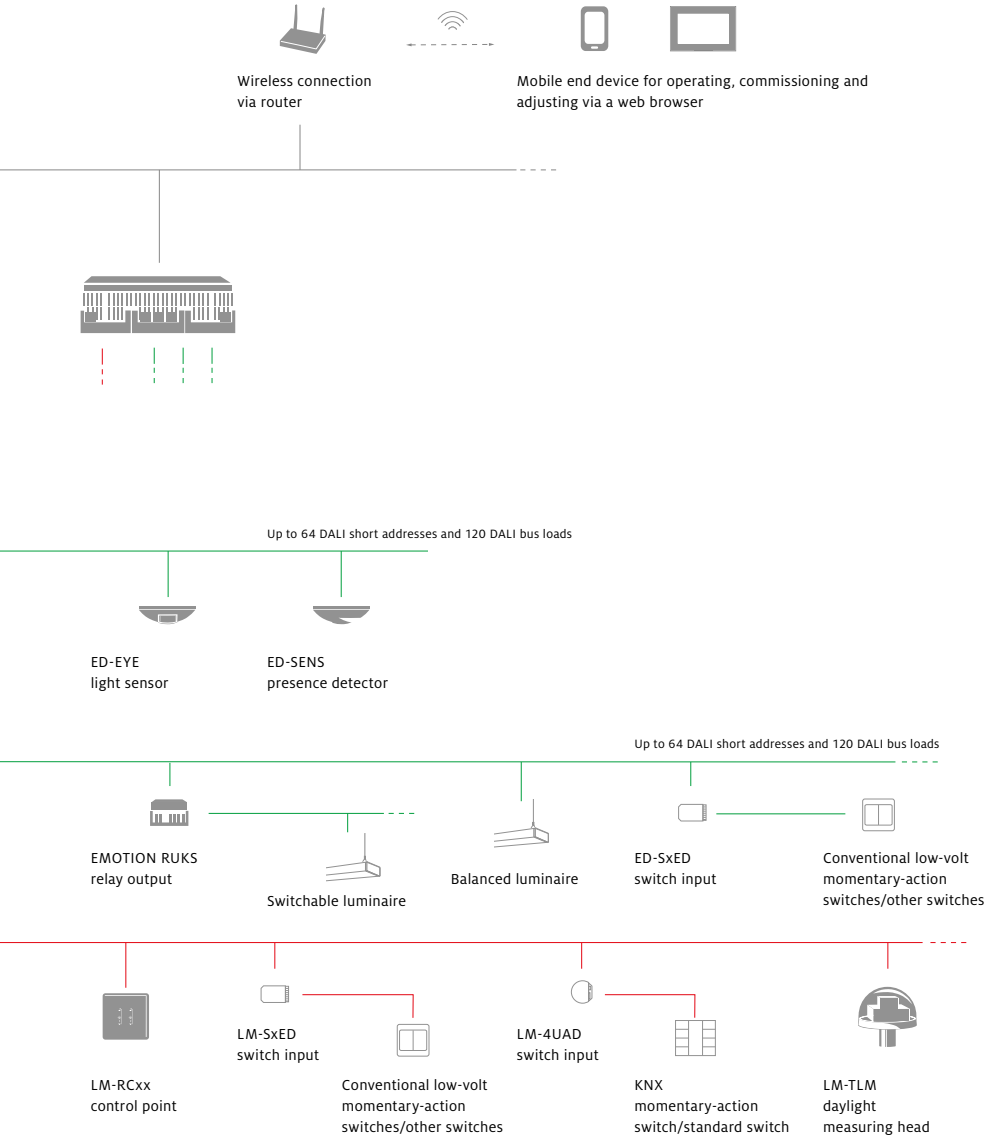 Wireless connection
via router
Mobile end device for operating, commissioning and
adjusting via a web browser
Up to 64 DALI short addresses and 120 DALI bus loads
ED-EYE
light sensor
ED-SENS
presence detector
Up to 64 DALI short addresses and 120 DALI bus loads
EMOTION RUKS
relay output
Switchable luminaire
Balanced luminaire
ED-SxED
switch input
Conventional low-volt
momentary-action
switches/other switches
LM-RCxx
control point
LM-SxED
switch input
Conventional low-volt
momentary-action
switches/other switches
LM-4UAD
switch input
KNX
momentary-action
switch/standard switch
LM-TLM
daylight
measuring head